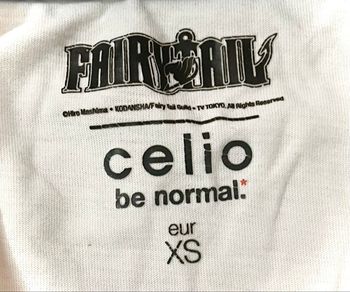 FAIRY TAIL
©Hiro Mashima • KODANSHA/Fairy Tail Guild • TV TOKYO. All Rights Reserved
celio
be normal.*
eur
XS